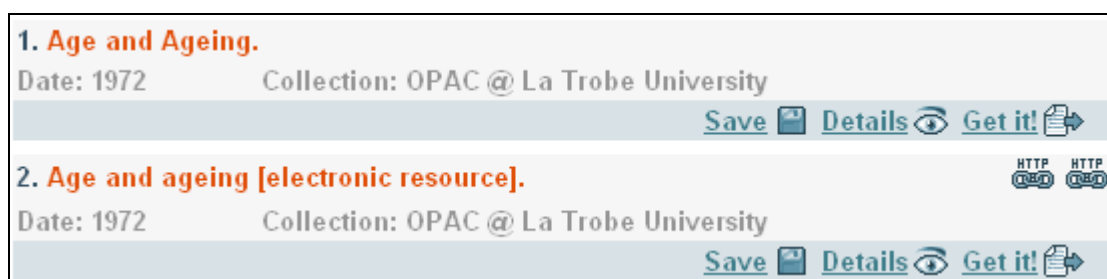 1. Age and Ageing.
Date: 1972 Collection: OPAC @ La Trobe University
Save Details Get it!
2. Age and ageing [electronic resource]. HTTP HTTP
Date: 1972 Collection: OPAC @ La Trobe University
Save Details Get it!